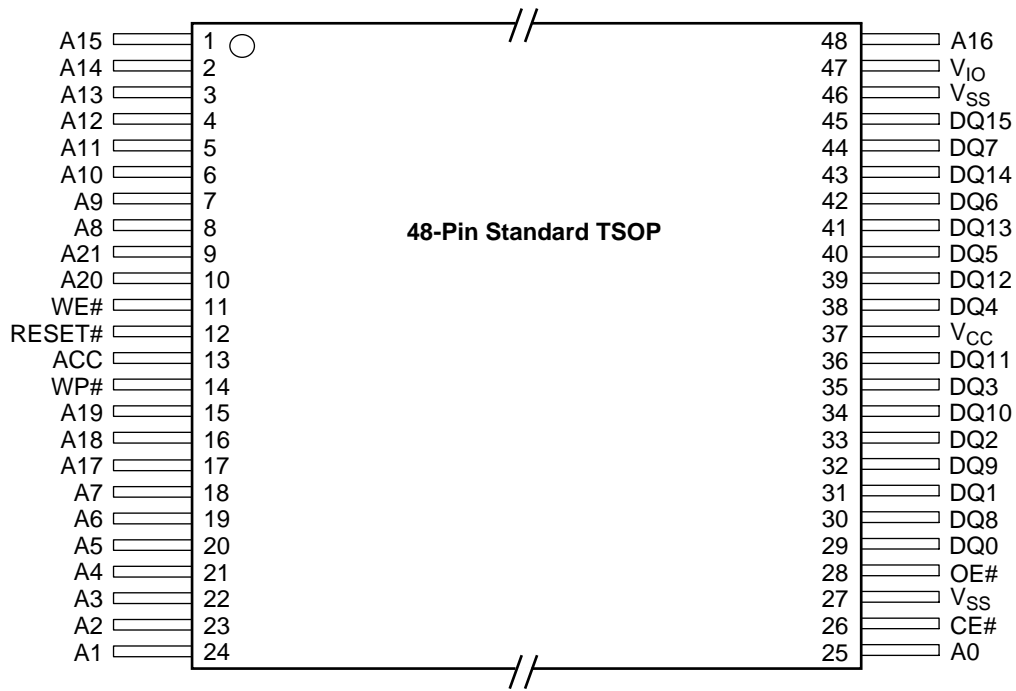 A15 1 48 A16
A14 2 47 VIO
A13 3 46 VSS
A12 4 45 DQ15
A11 5 44 DQ7
A10 6 43 DQ14
A9 7 42 DQ6
A8 8 48-Pin Standard TSOP 41 DQ13
A21 9 40 DQ5
A20 10 39 DQ12
WE# 11 38 DQ4
RESET# 12 37 VCC
ACC 13 36 DQ11
WP# 14 35 DQ3
A19 15 34 DQ10
A18 16 33 DQ2
A17 17 32 DQ9
A7 18 31 DQ1
A6 19 30 DQ8
A5 20 29 DQ0
A4 21 28 OE#
A3 22 27 VSS
A2 23 26 CE#
A1 24 25 A0